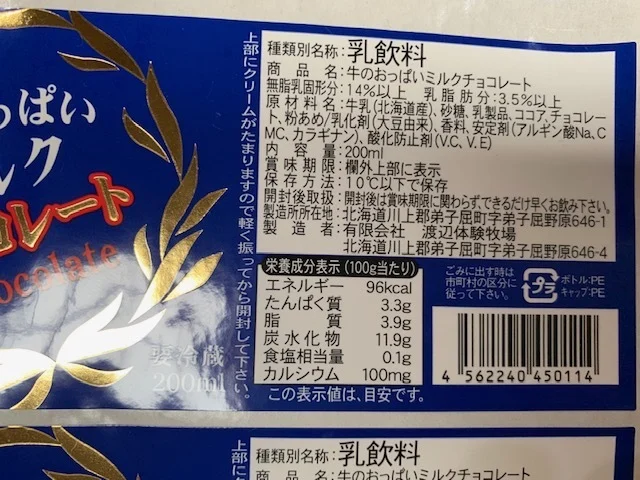 っぱい
ルク
コレート
chocolate
要冷蔵
200ml
上部にクリームがたまりますので軽く振ってから開封して下さい。
種類別名称：乳飲料
商品名：牛のおっぱいミルクチョコレート
無脂乳固形分：14％以上 乳脂肪分：3.5％以上
原材料名：牛乳(北海道産)、砂糖、乳製品、ココア、チョコレー
ト、粉あめ/乳化剤(大豆由来)、香料、安定剤(アルギン酸Na、C
MC、カラギナン)、酸化防止剤(V.C、V.E)
内容量：200ml
賞味期限：欄外上部に表示
保存方法：10℃以下で保存
開封後取扱：開封後は賞味期限に関わらず、できるだけ早くお飲み下さい。
製造所所在地：北海道川上郡弟子屈町字弟子屈野原646-1
製造者：有限会社 渡辺体験牧場
北海道川上郡弟子屈町字弟子屈野原646-4
栄養成分表示(100g当たり)
エネルギー 96kcal
たんぱく質 3.3g
脂質 3.9g
炭水化物 11.9g
食塩相当量 0.1g
カルシウム 100mg
この表示値は、目安です。
ごみに出す時は
市町村の区分に
従って下さい。
プラ
ボトル:PE
キャップ:PE
4 562240 450114
上部に
種類別名称：乳飲料
商品名：牛のおっぱいミルクチョコレート